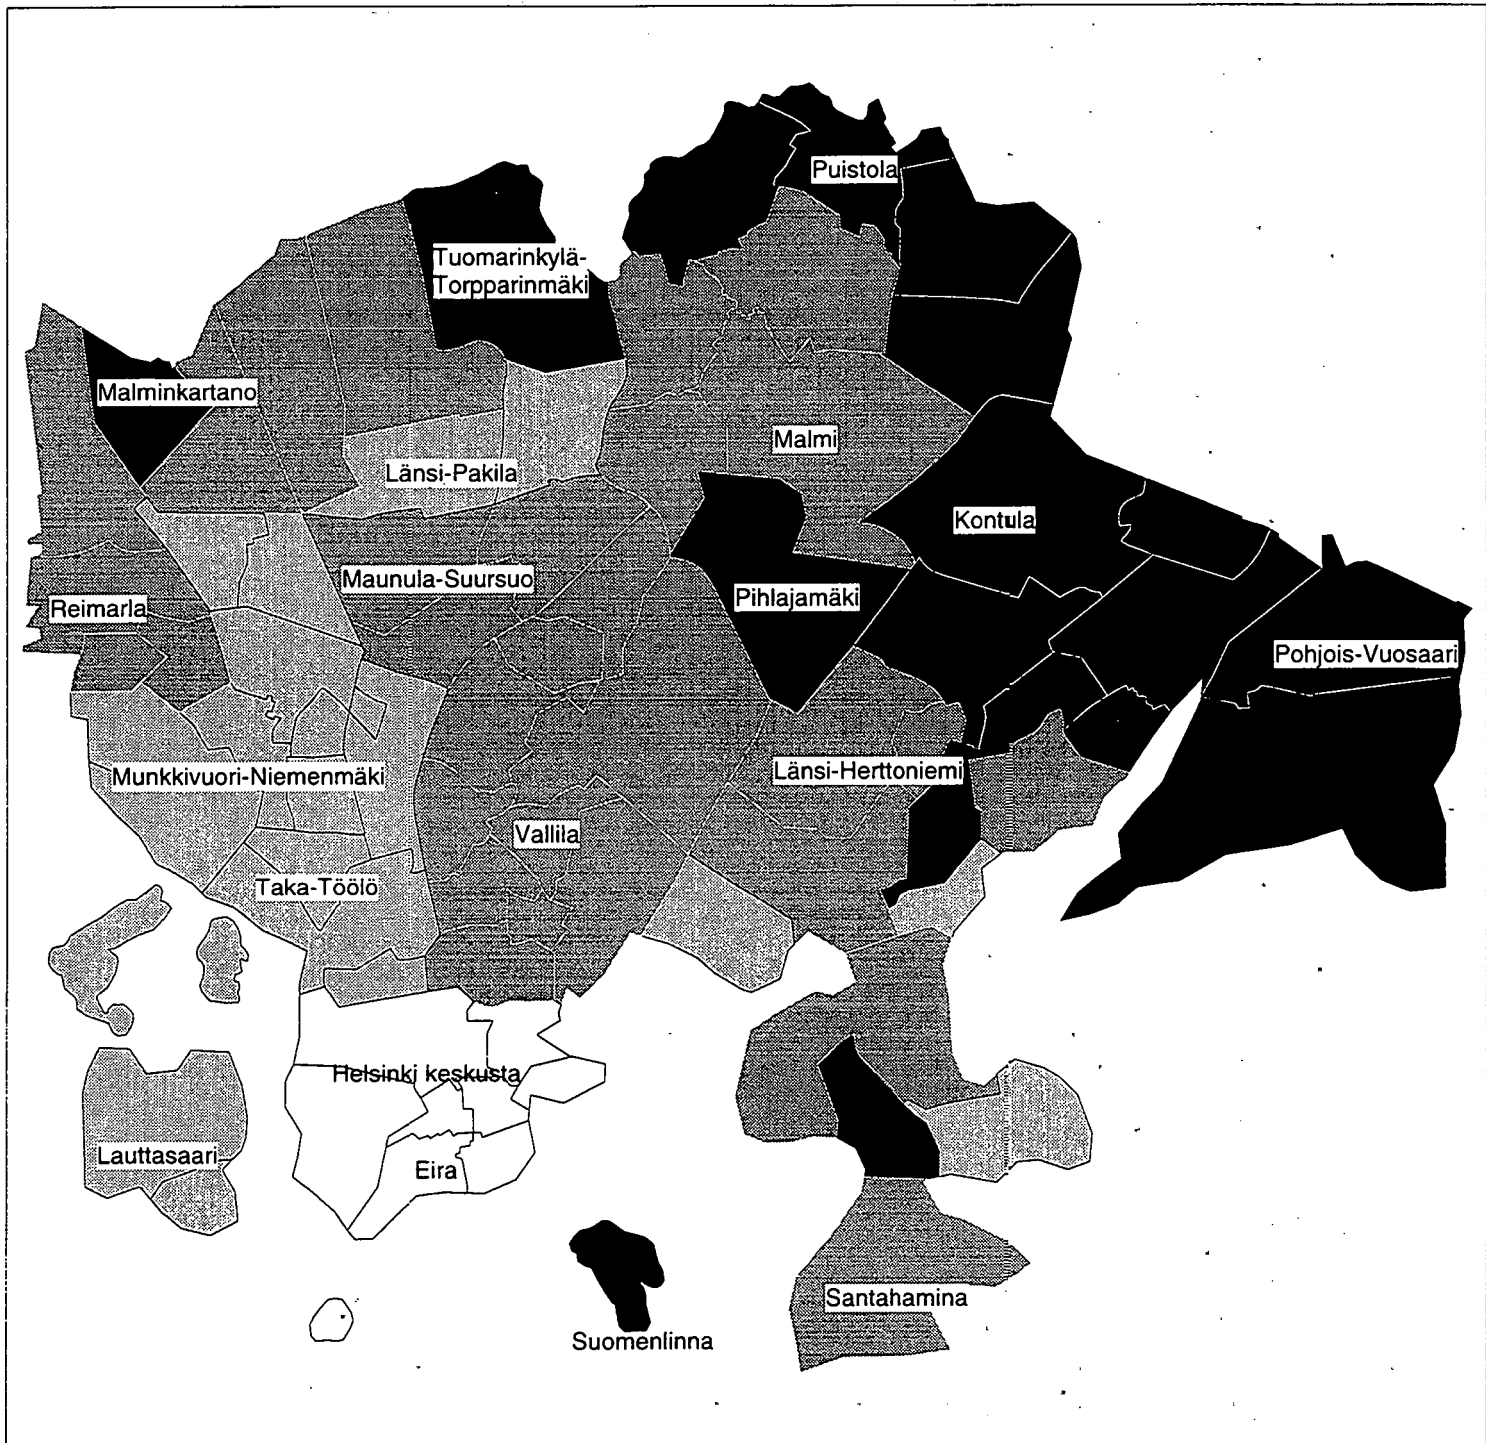 Puistola
Tuomarinkylä-
Torpparinmäki
Malminkartano
Malmi
Länsi-Pakila
Kontula
Maunula-Suursuo
Pihlajamäki
Reimarla
Pohjois-Vuosaari
Munkkivuori-Niemenmäki
Länsi-Herttoniemi
Vallila
Taka-Töölö
Helsinki keskusta
Lauttasaari
Eira
Santahamina
Suomenlinna